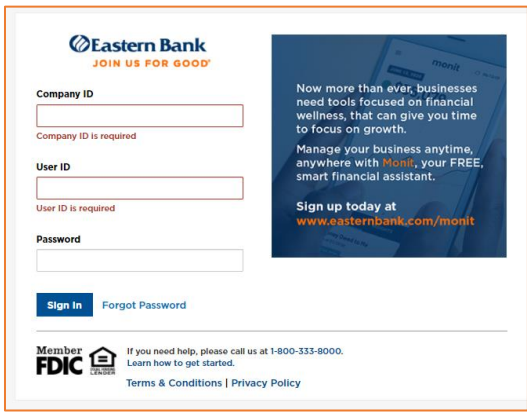 Eastern Bank
JOIN US FOR GOOD®
Company ID
Company ID is required
User ID
User ID is required
Password
Sign In
Forgot Password
monit
Now more than ever, businesses
need tools focused on financial
wellness, that can give you time
to focus on growth.
Manage your business anytime,
anywhere with Monit, your FREE,
smart financial assistant.
Sign up today at
www.easternbank.com/monit
Member
FDIC
EQUAL HOUSING
LENDER
If you need help, please call us at 1-800-333-8000.
Learn how to get started.
Terms & Conditions | Privacy Policy